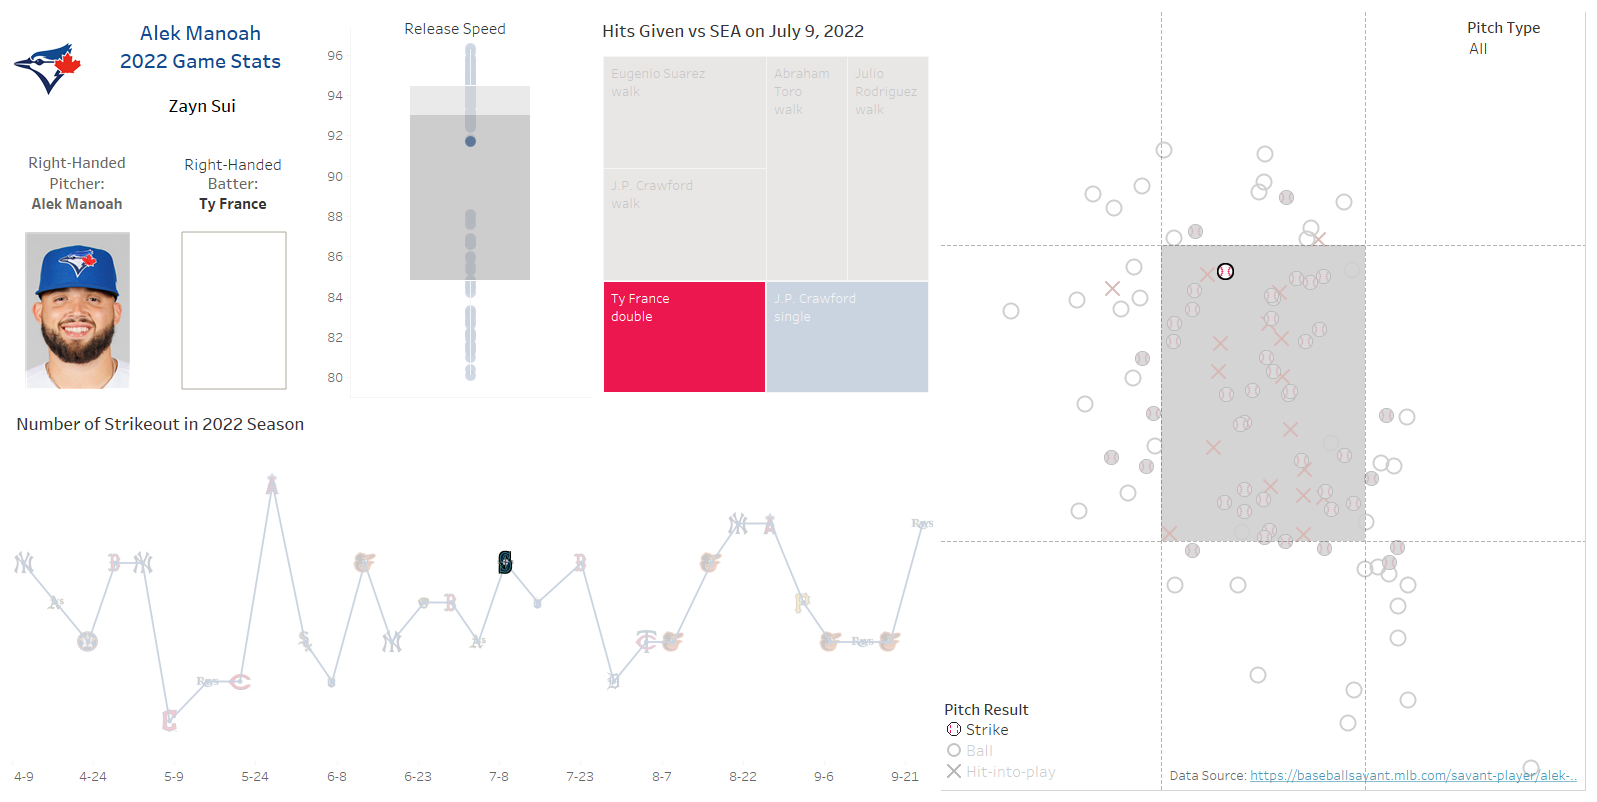 Alek Manoah
2022 Game Stats
Zayn Sui
Right-Handed
Pitcher:
Alek Manoah
Right-Handed
Batter:
Ty France
Release Speed
96
94
92
90
88
86
84
82
80
Hits Given vs SEA on July 9, 2022
Eugenio Suarez
walk
Abraham
Toro
walk
Julio
Rodriguez
walk
J.P. Crawford
walk
Ty France
double
J.P. Crawford
single
Pitch Type
All
Number of Strikeout in 2022 Season
Rays
Rays
Rays
4-9
4-24
5-9
5-24
6-8
6-23
7-8
7-23
8-7
8-22
9-6
9-21
Pitch Result
Strike
Ball
Hit-into-play
Data Source: https://baseballsavant.mlb.com/savant-player/alek-..